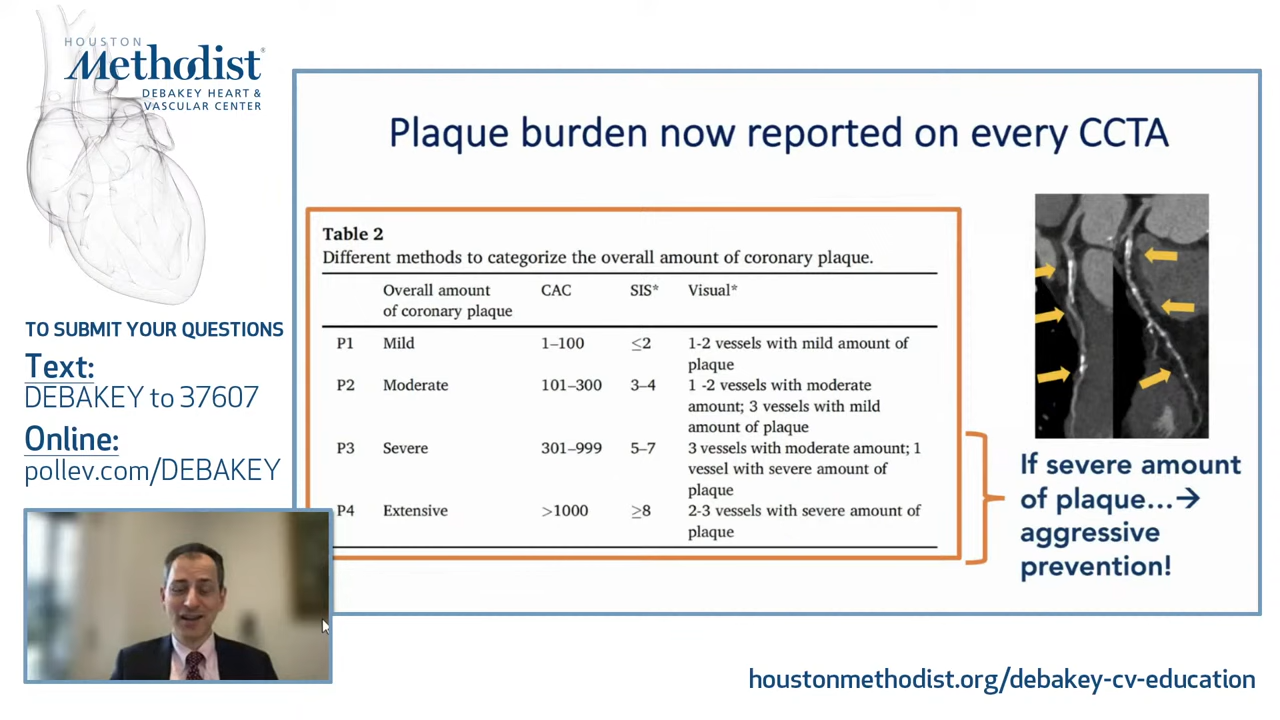 HOUSTON
Methodist®
DEBAKEY HEART &
VASCULAR CENTER
TO SUBMIT YOUR QUESTIONS
Text:
DEBAKEY to 37607
Online:
pollev.com/DEBAKEY
Plaque burden now reported on every CCTA
Table 2
Different methods to categorize the overall amount of coronary plaque.
Overall amount of coronary plaque CAC SIS* Visual*
P1 Mild 1–100 ≤2 1-2 vessels with mild amount of
plaque
P2 Moderate 101–300 3–4 1 -2 vessels with moderate
amount; 3 vessels with mild
amount of plaque
P3 Severe 301–999 5–7 3 vessels with moderate amount; 1
vessel with severe amount of
plaque
P4 Extensive >1000 ≥8 2-3 vessels with severe amount of
plaque
If severe amount
of plaque...→
aggressive
prevention!
houstonmethodist.org/debakey-cv-education